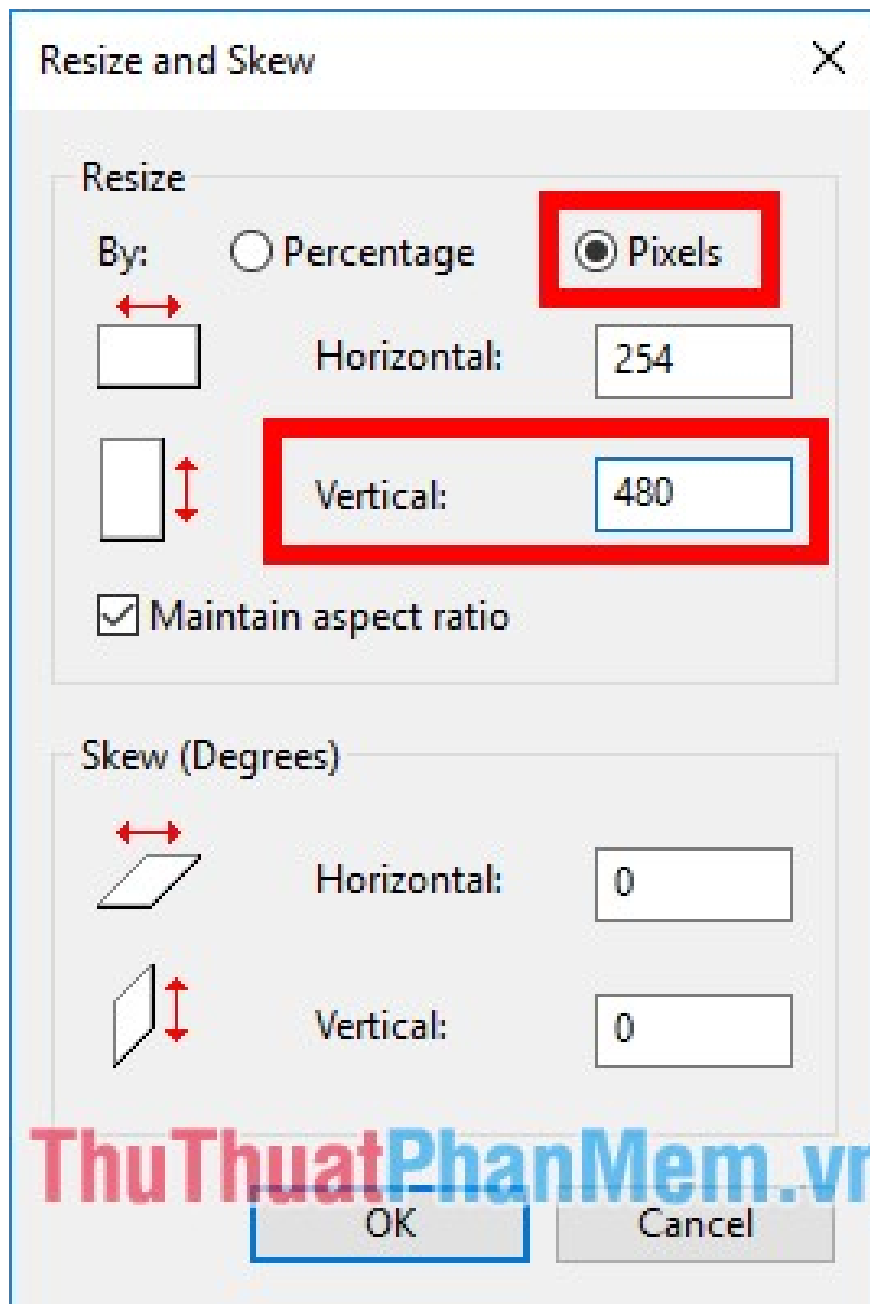 Resize and Skew
Resize
By: Percentage Pixels
Horizontal: 254
Vertical: 480
Maintain aspect ratio
Skew (Degrees)
Horizontal: 0
Vertical: 0
ThuThuatPhanMem.vn
OK Cancel